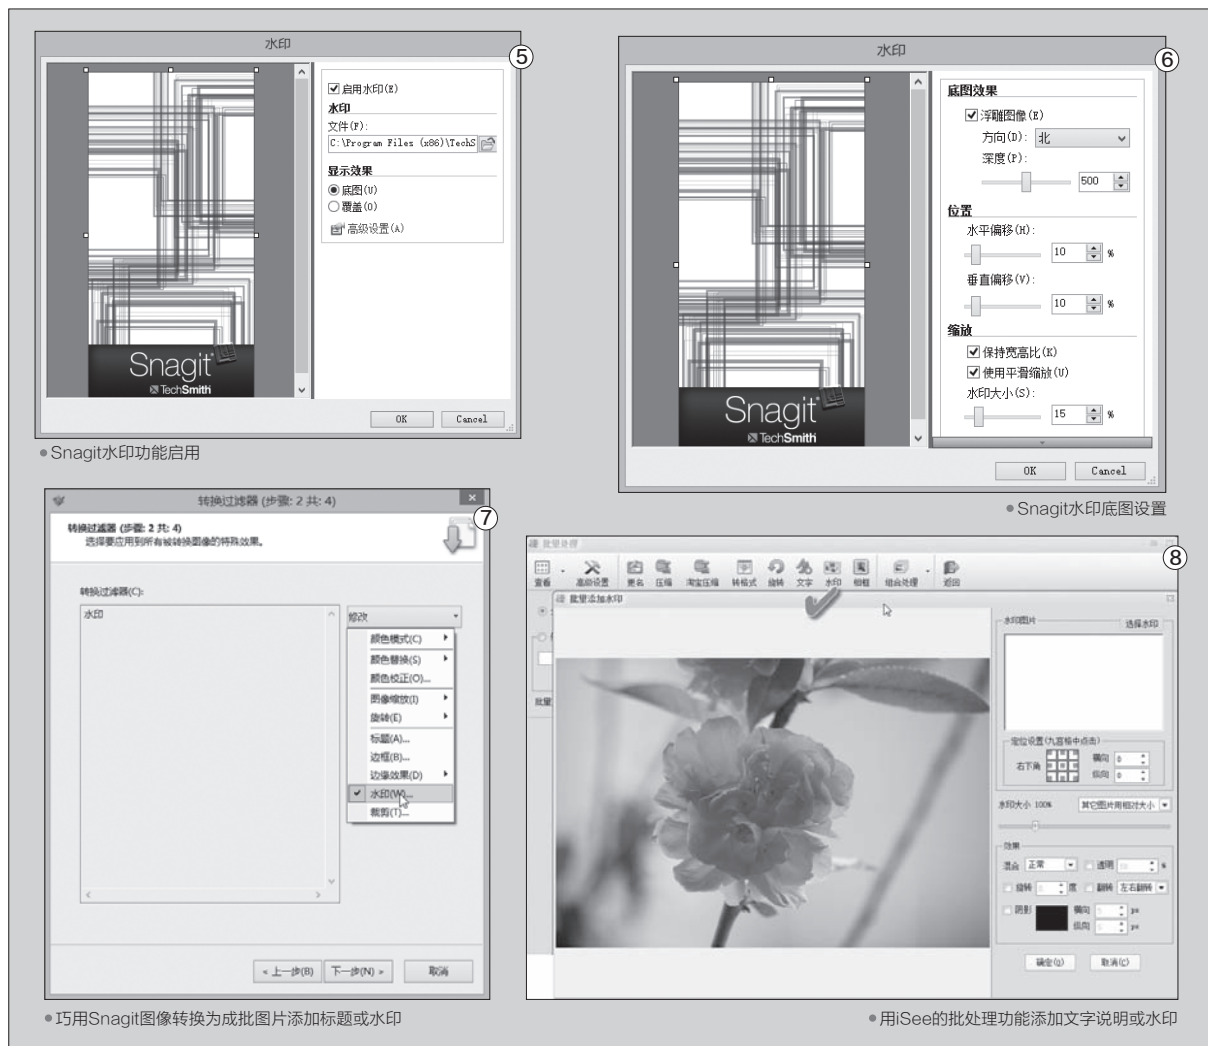 水印
⑤
启用水印(E)
水印
文件(F):
C:\Program Files (x86)\TechS
显示效果
底图(U)
覆盖(O)
高级设置(A)
Snagit
TechSmith
OK
Cancel
Snagit水印功能启用
水印
⑥
底图效果
浮雕图像(E)
方向(D):
北
深度(P):
500
位置
水平偏移(H):
10
%
垂直偏移(V):
10
%
缩放
保持宽高比(K)
使用平滑缩放(U)
水印大小(S):
15
%
Snagit
TechSmith
OK
Cancel
Snagit水印底图设置
转换过滤器 (步骤: 2 共: 4)
⑦
转换过滤器 (步骤: 2 共: 4)
选择要应用到所有被转换图像的特殊效果。
转换过滤器(C):
水印
修改
颜色模式(C)
颜色替换(S)
颜色校正(O)...
图像缩放(I)
旋转(E)
标题(A)...
边框(B)...
边缘效果(D)
水印(W)...
裁剪(T)...
< 上一步(B)
下一步(N) >
取消
巧用Snagit图像转换为成批图片添加标题或水印
批量处理
⑧
查看
高级设置
更名
压缩
淘宝压缩
转格式
旋转
文字
水印
相框
组合处理
返回
批量添加水印
批量
水印图片
选择水印
定位设置(九宫格中点击)
右下角
横向 0
纵向 0
水印大小 100%
其它图片用相对大小
效果
混合
正常
透明
%
旋转
度
翻转
左右翻转
阴影
横向 5 px
纵向 5 px
确定(O)
取消(C)
用iSee的批处理功能添加文字说明或水印